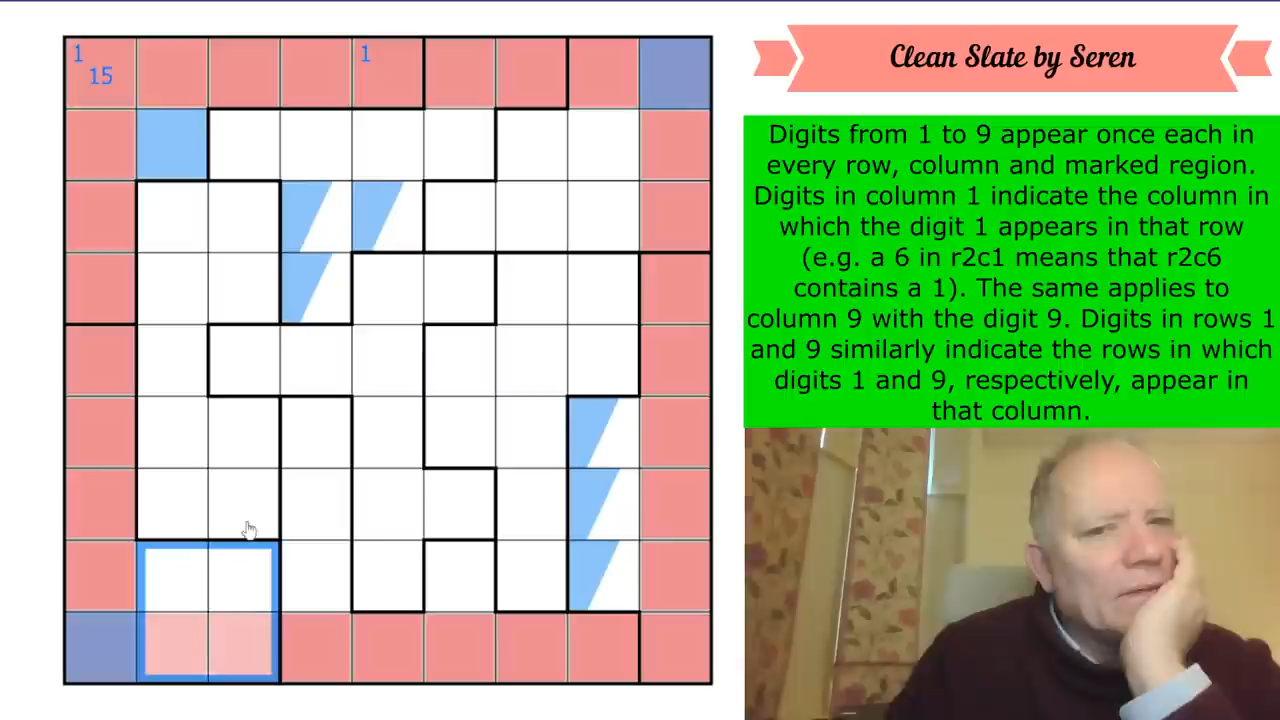 1 15
1
Clean Slate by Seren
Digits from 1 to 9 appear once each in
every row, column and marked region.
Digits in column 1 indicate the column in
which the digit 1 appears in that row
(e.g. a 6 in r2c1 means that r2c6
contains a 1). The same applies to
column 9 with the digit 9. Digits in rows 1
and 9 similarly indicate the rows in which
digits 1 and 9, respectively, appear in
that column.